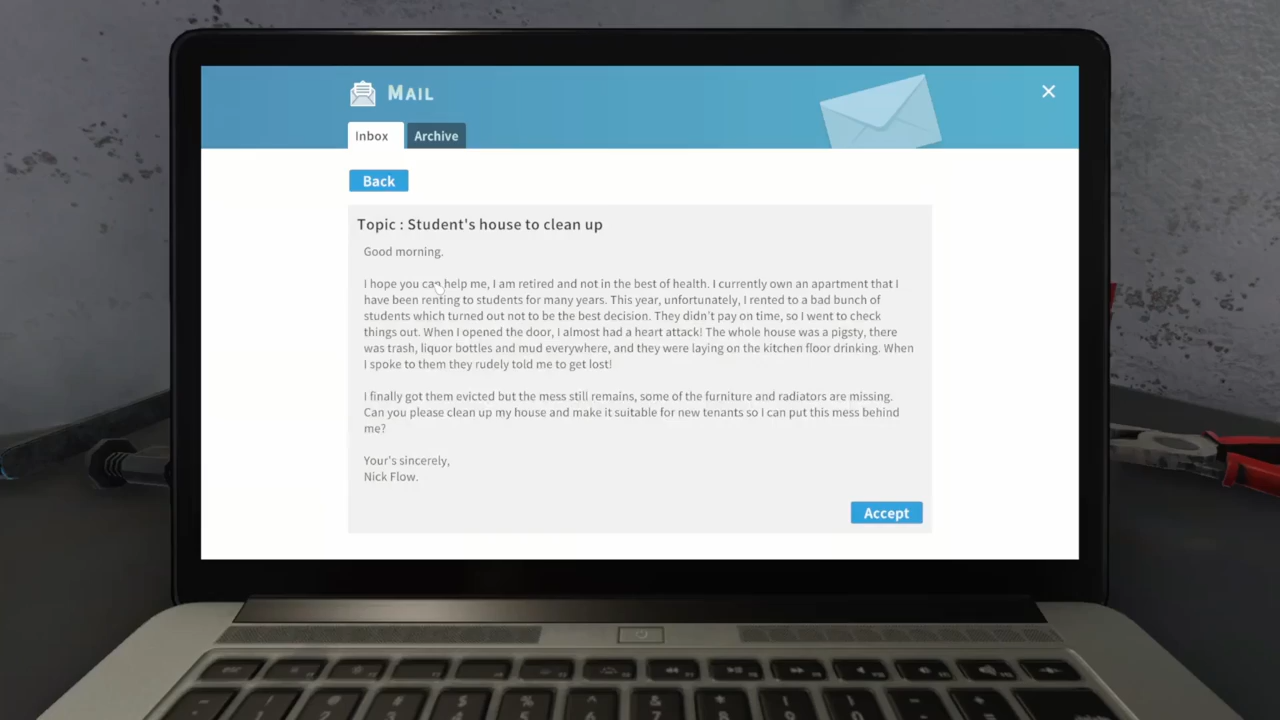 MAIL
Inbox Archive
Back
Topic : Student's house to clean up
Good morning.
I hope you can help me, I am retired and not in the best of health. I currently own an apartment that I
have been renting to students for many years. This year, unfortunately, I rented to a bad bunch of
students which turned out not to be the best decision. They didn't pay on time, so I went to check
things out. When I opened the door, I almost had a heart attack! The whole house was a pigsty, there
was trash, liquor bottles and mud everywhere, and they were laying on the kitchen floor drinking. When
I spoke to them they rudely told me to get lost!
I finally got them evicted but the mess still remains, some of the furniture and radiators are missing.
Can you please clean up my house and make it suitable for new tenants so I can put this mess behind
me?
Your's sincerely,
Nick Flow.
Accept